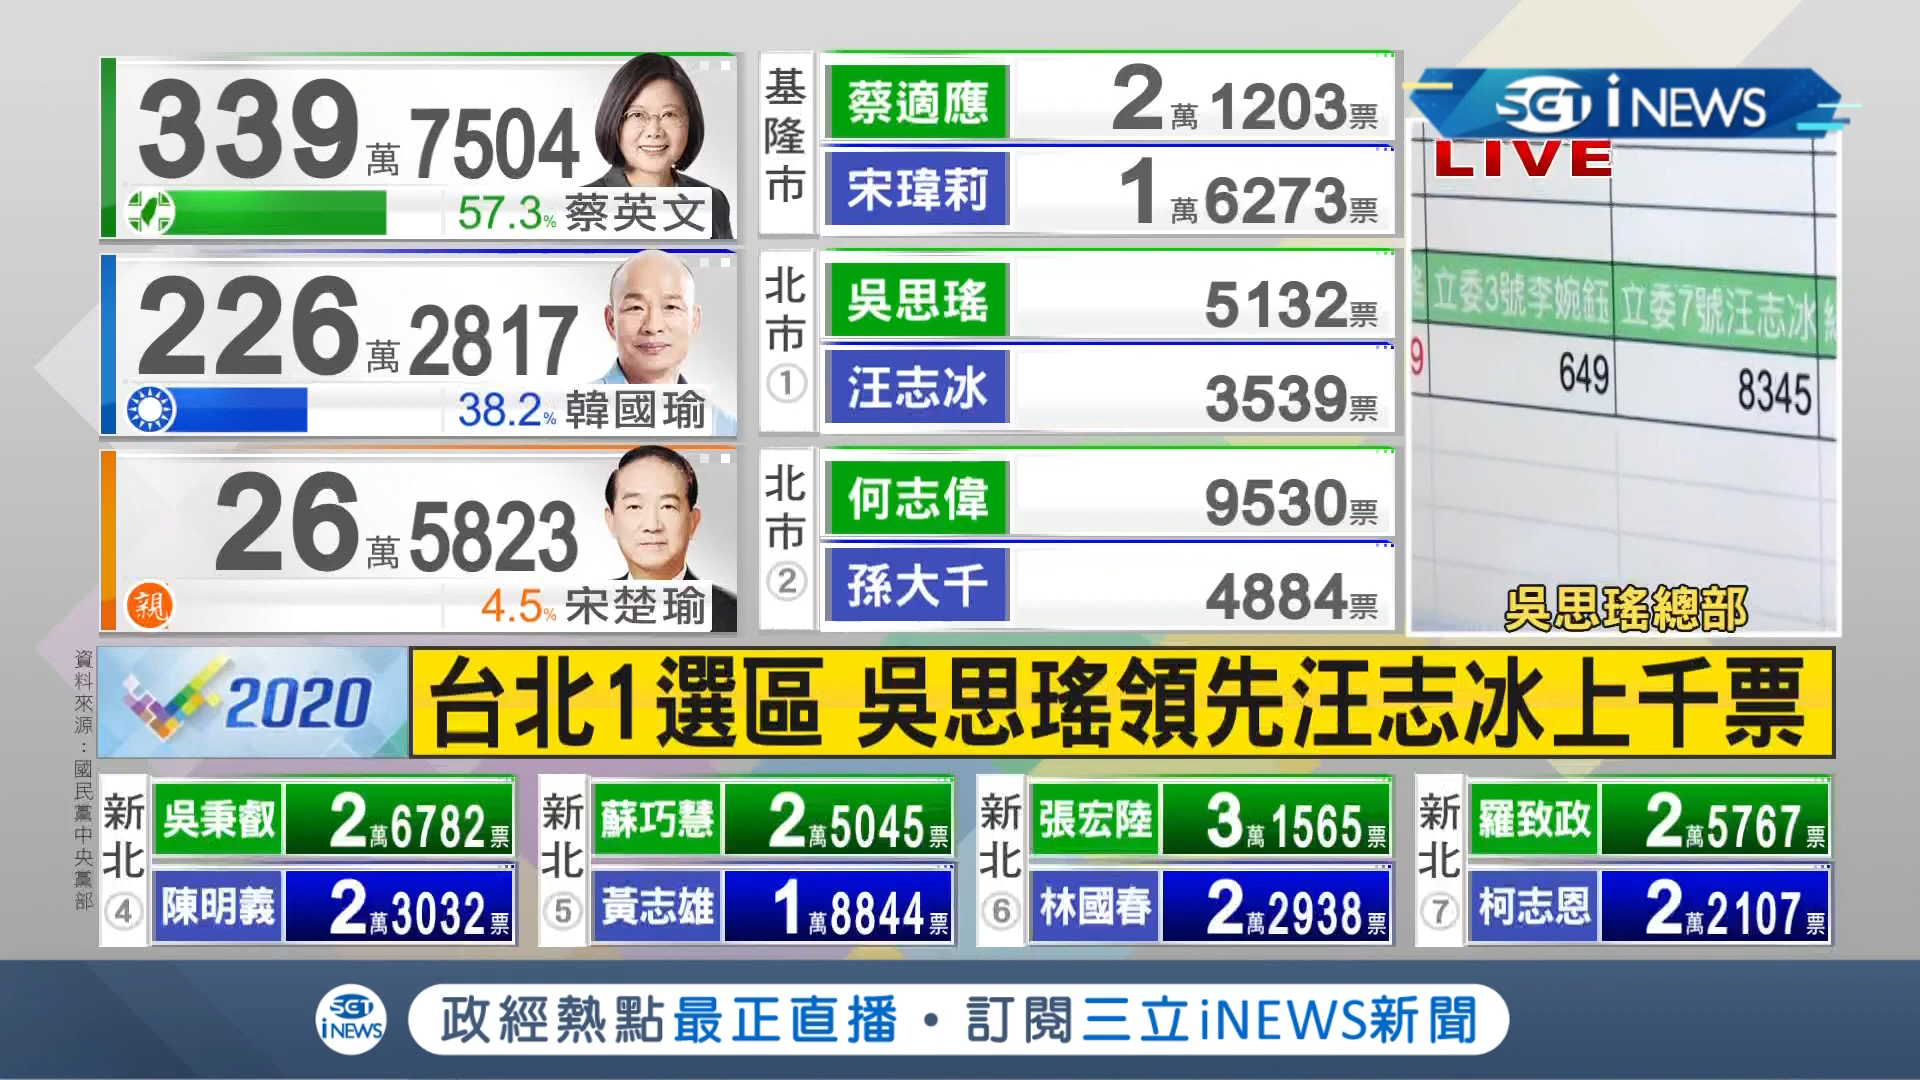 339萬7504
57.3% 蔡英文
226萬2817
38.2% 韓國瑜
親
26萬5823
4.5% 宋楚瑜
基隆市
蔡適應 2萬1203票
宋瑋莉 1萬6273票
北市①
吳思瑤 5132票
汪志冰 3539票
北市②
何志偉 9530票
孫大千 4884票
SET iNEWS
LIVE
立委3號李婉鈺 立委7號汪志冰
9 649 8345
吳思瑤總部
資料來源：國民黨中央黨部
2020 台北1選區 吳思瑤領先汪志冰上千票
新北④
吳秉叡 2萬6782票
陳明義 2萬3032票
新北⑤
蘇巧慧 2萬5045票
黃志雄 1萬8844票
新北⑥
張宏陸 3萬1565票
林國春 2萬2938票
新北⑦
羅致政 2萬5767票
柯志恩 2萬2107票
SET iNEWS
政經熱點最正直播・訂閱三立iNEWS新聞